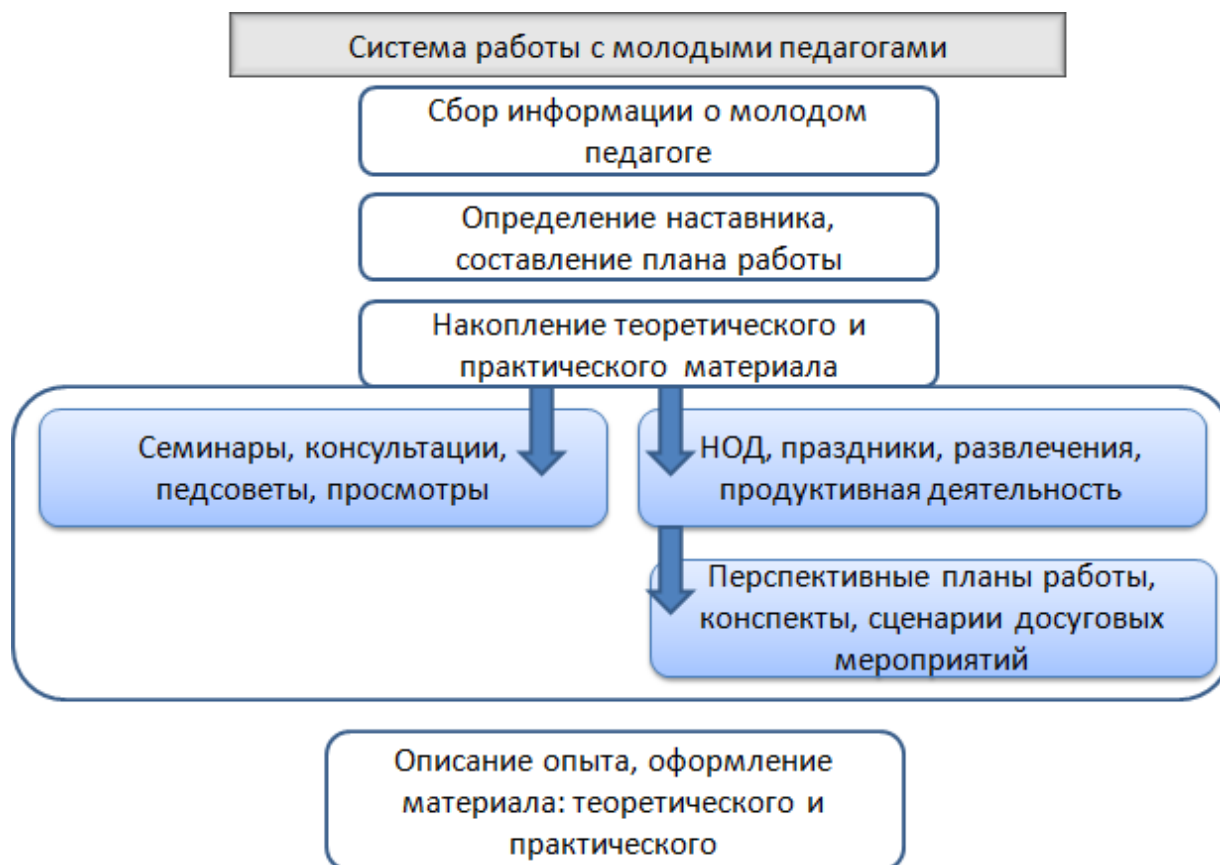 Система работы с молодыми педагогами
Сбор информации о молодом
педагоге
Определение наставника,
составление плана работы
Накопление теоретического и
практического материала
Семинары, консультации,
педсоветы, просмотры
НОД, праздники, развлечения,
продуктивная деятельность
Перспективные планы работы,
конспекты, сценарии досуговых
мероприятий
Описание опыта, оформление
материала: теоретического и
практического